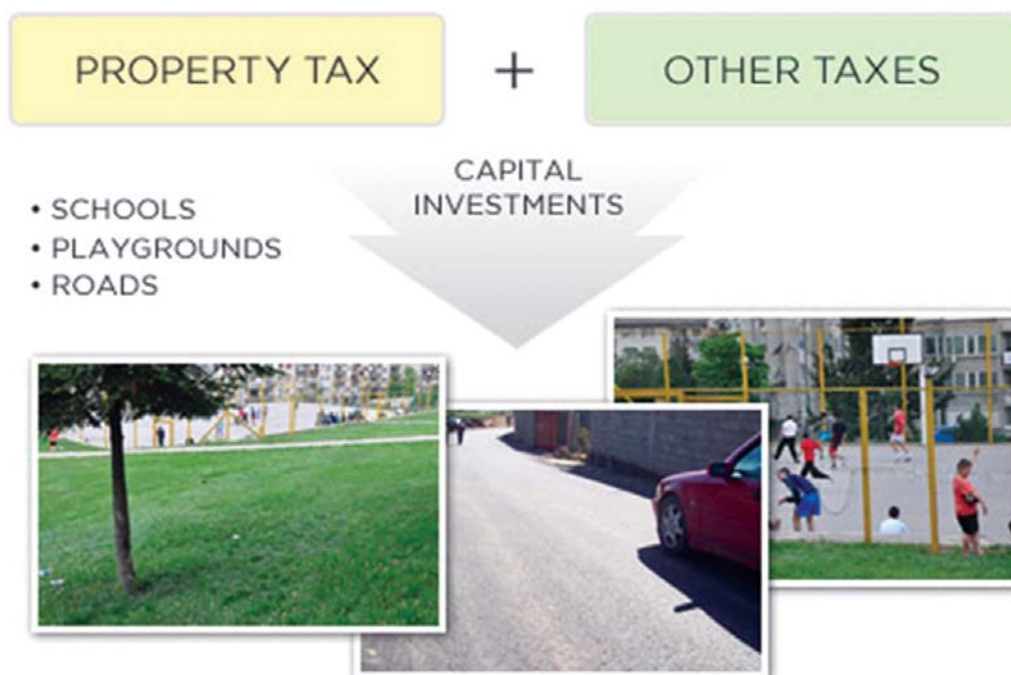 PROPERTY TAX + OTHER TAXES
CAPITAL
INVESTMENTS
• SCHOOLS
• PLAYGROUNDS
• ROADS